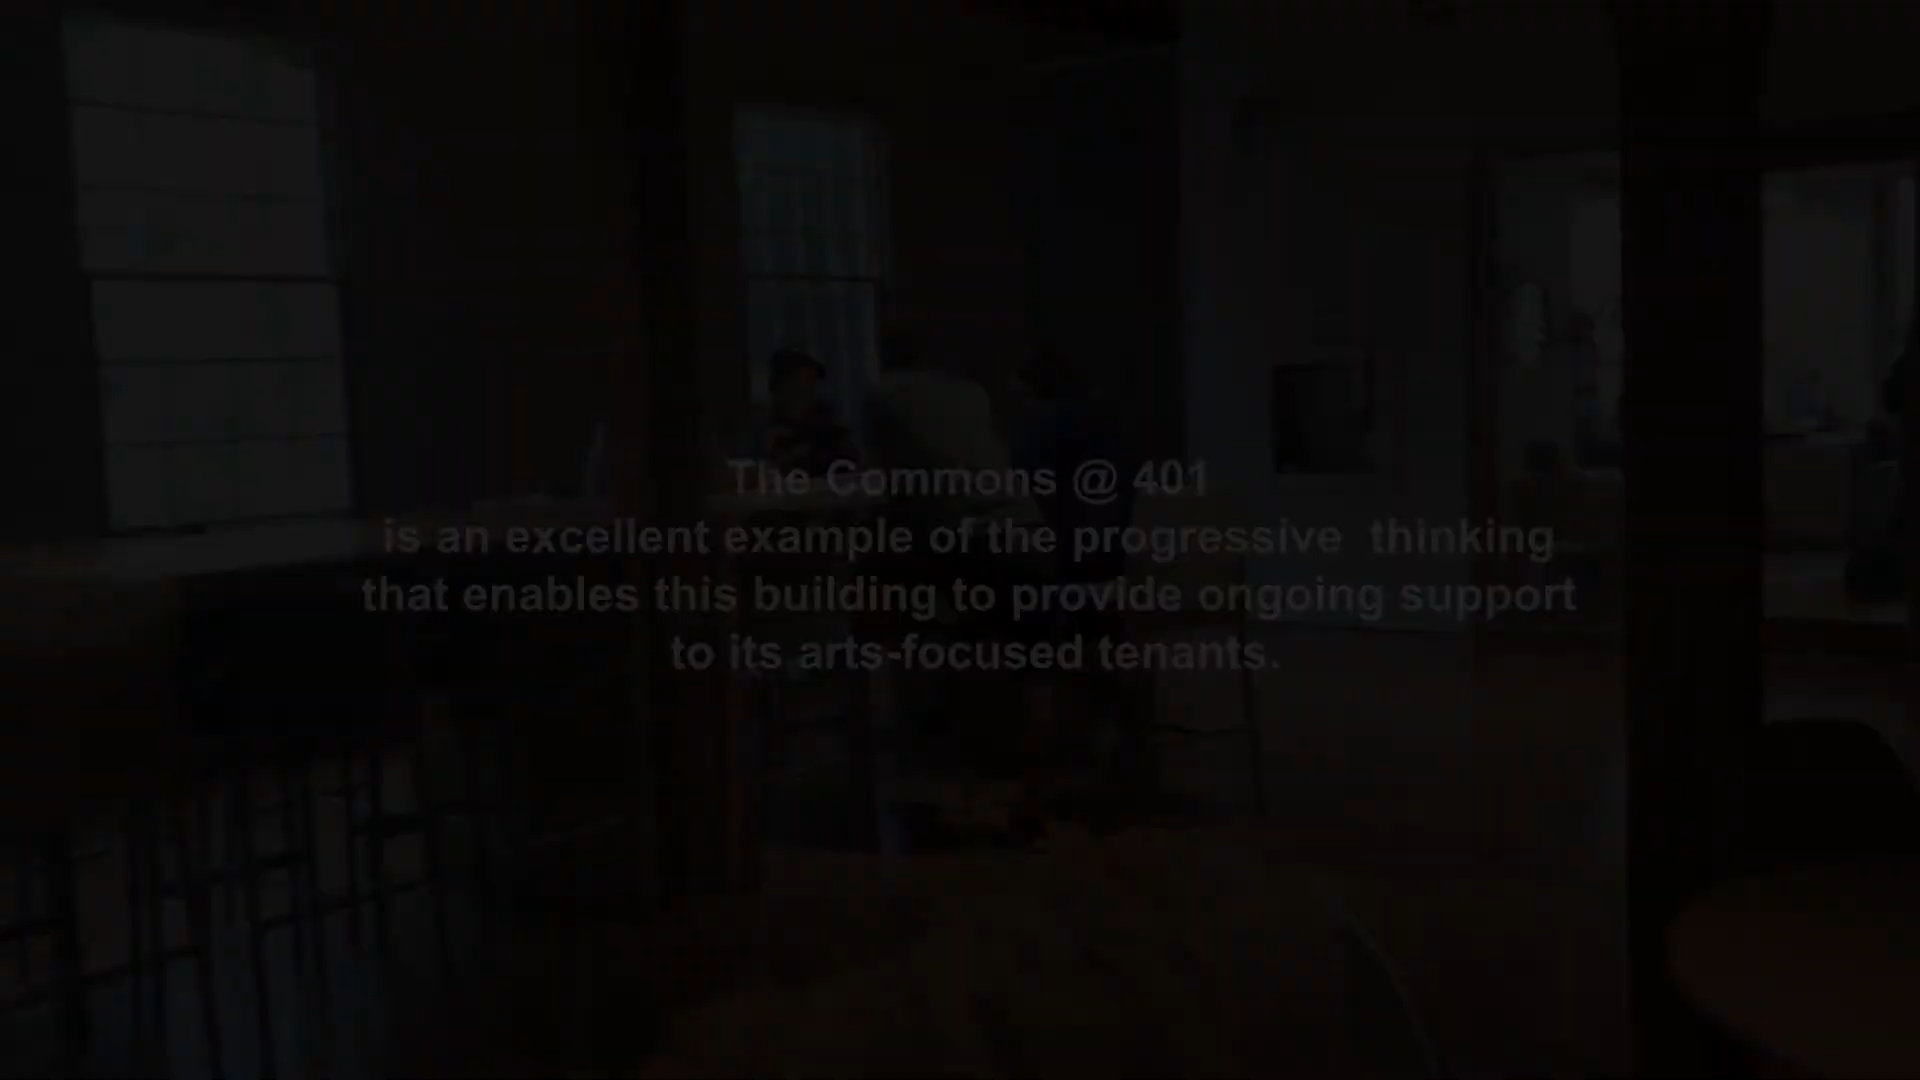 The Commons @ 401
is an excellent example of the progressive  thinking
that enables this building to provide ongoing support
to its arts-focused tenants.